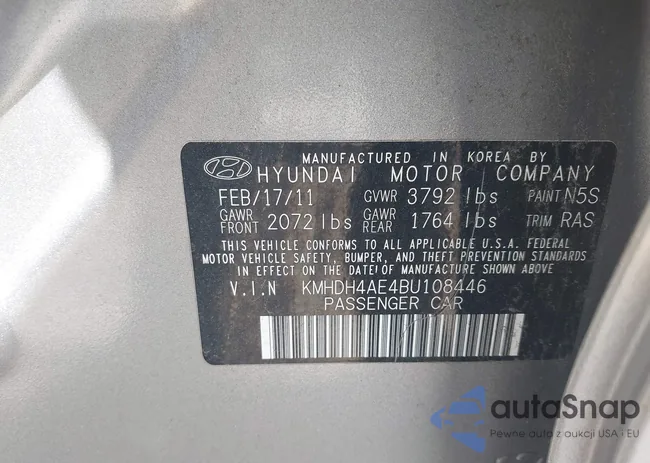 MANUFACTURED IN KOREA BY
HYUNDAI MOTOR COMPANY
FEB/17/11 GVWR 3792 lbs PAINT N5S
GAWR FRONT 2072 lbs GAWR REAR 1764 lbs TRIM RAS
THIS VEHICLE CONFORMS TO ALL APPLICABLE U.S.A. FEDERAL
MOTOR VEHICLE SAFETY, BUMPER, AND THEFT PREVENTION STANDARDS
IN EFFECT ON THE DATE OF MANUFACTURE SHOWN ABOVE
V.I.N KMHDH4AE4BU108446
PASSENGER CAR
autoSnap
Pewne auto z aukcji USA i EU